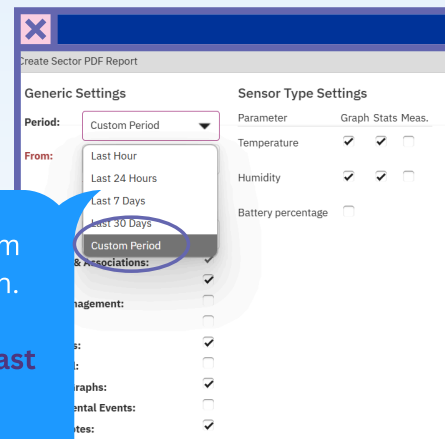 Create Sector PDF Report
Generic Settings
Period:
Custom Period
From:
Last Hour
Last 24 Hours
Last 7 Days
Last 30 Days
Custom Period
& Associations:
nagement:
s:
:
raphs:
ental Events:
tes:
Sensor Type Settings
Parameter Graph Stats Meas.
Temperature
Humidity
Battery percentage
m
n.
ast